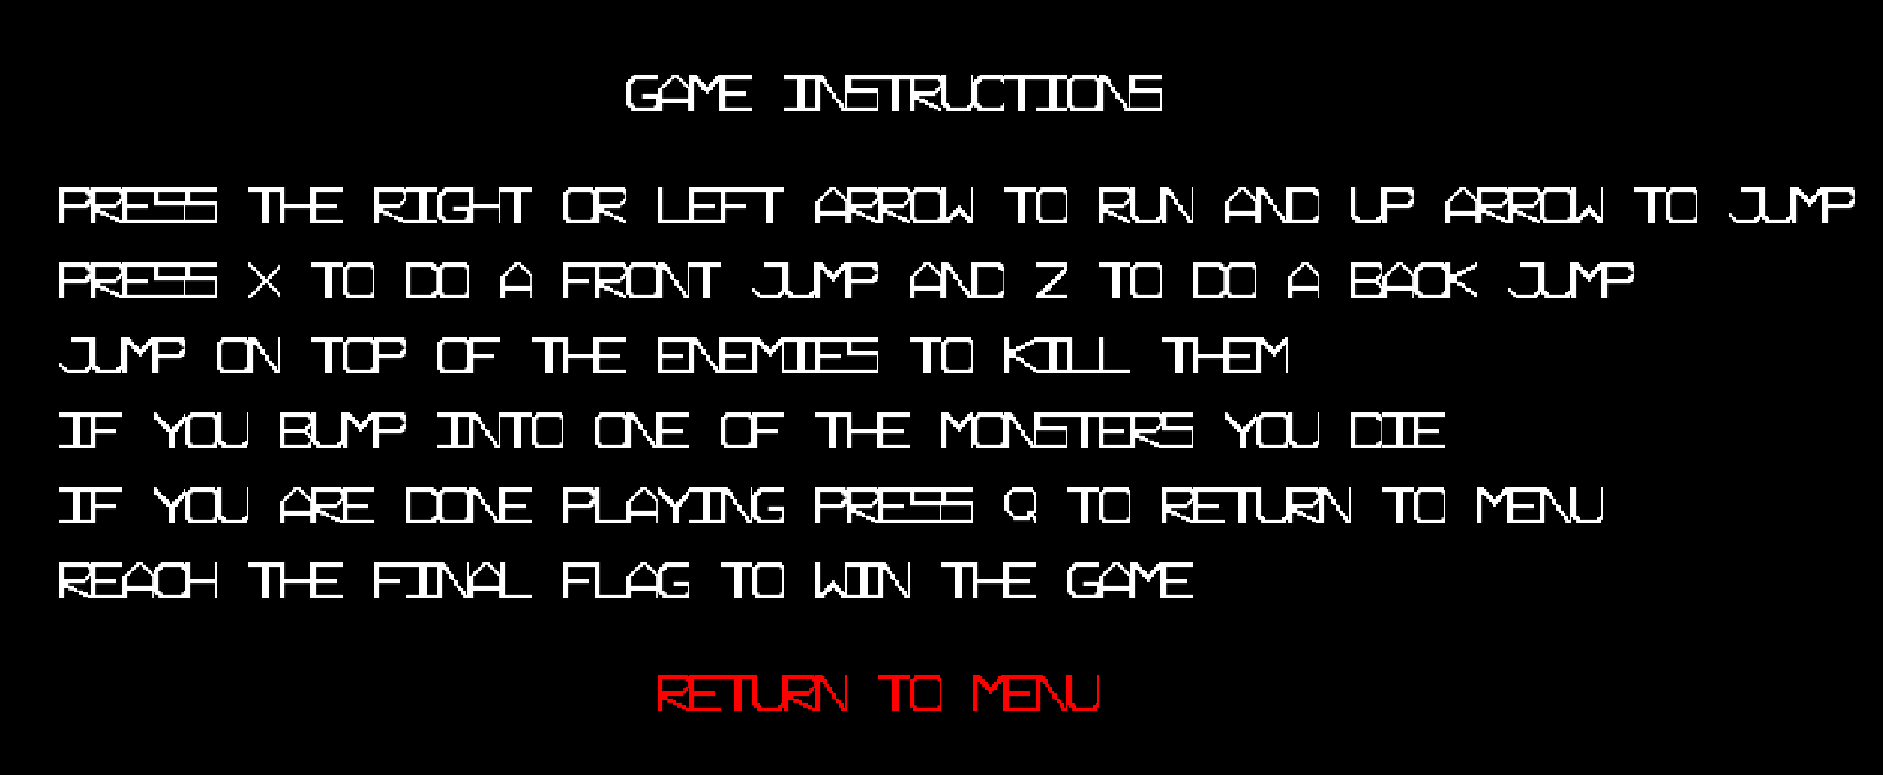 GAME INSTRUCTIONS
PRESS THE RIGHT OR LEFT ARROW TO RUN AND UP ARROW TO JUMP
PRESS X TO DO A FRONT JUMP AND Z TO DO A BACK JUMP
JUMP ON TOP OF THE ENEMIES TO KILL THEM
IF YOU BUMP INTO ONE OF THE MONSTERS YOU DIE
IF YOU ARE DONE PLAYING PRESS Q TO RETURN TO MENU
REACH THE FINAL FLAG TO WIN THE GAME
RETURN TO MENU